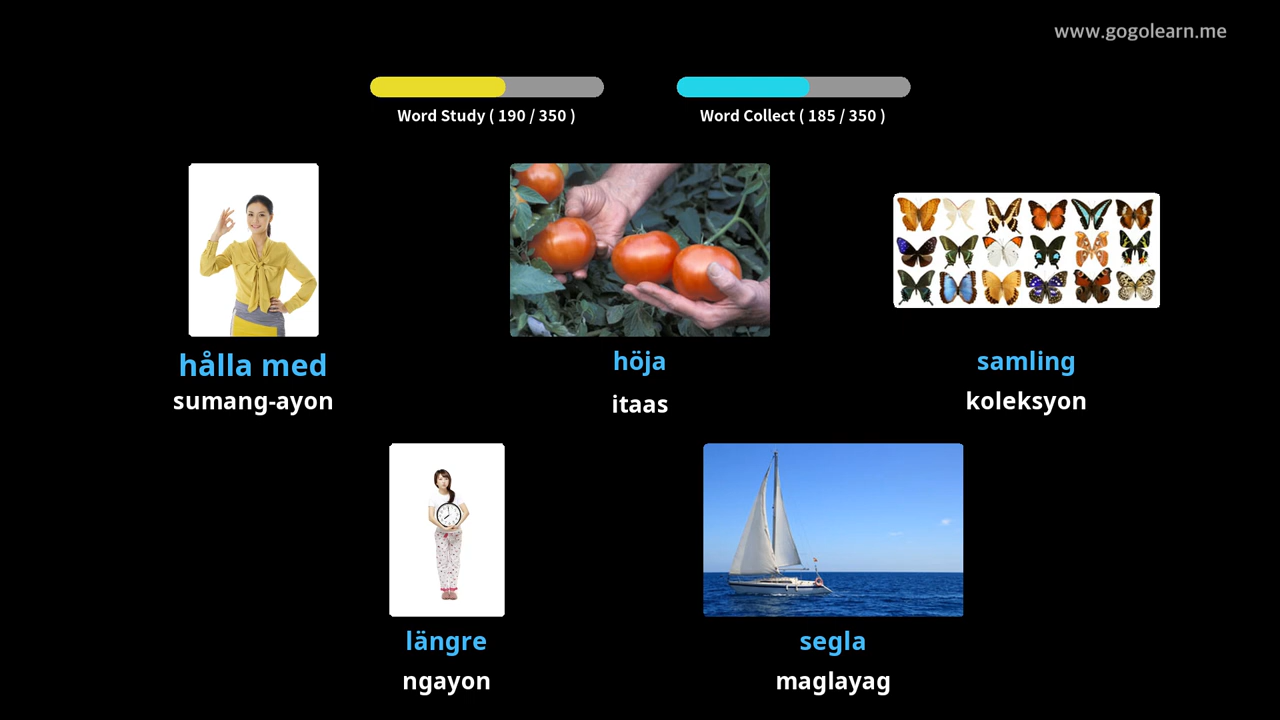 www.gogolearn.me
Word Study ( 190 / 350 )
Word Collect ( 185 / 350 )
hålla med
sumang-ayon
höja
itaas
samling
koleksyon
längre
ngayon
segla
maglayag